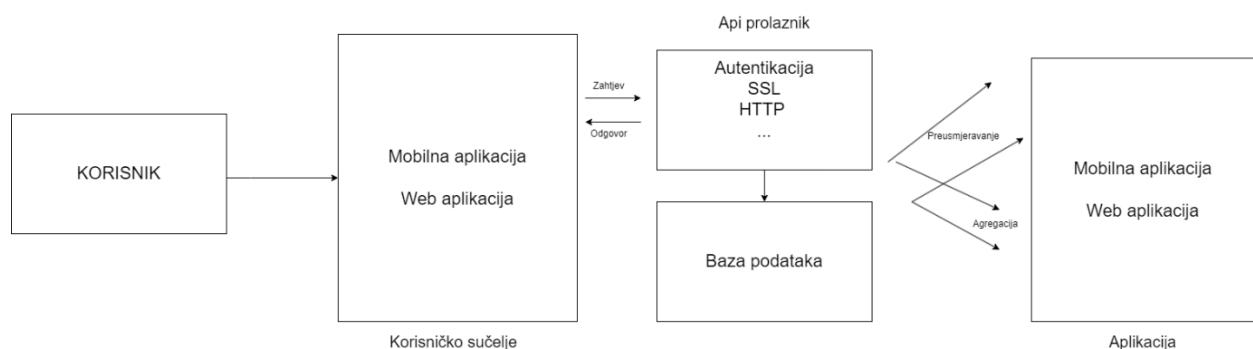 KORISNIK
Mobilna aplikacija
Web aplikacija
Korisničko sučelje
Zahtjev
Odgovor
Api prolaznik
Autentikacija
SSL
HTTP
...
Baza podataka
Preusmjeravanje
Agregacija
Mobilna aplikacija
Web aplikacija
Aplikacija